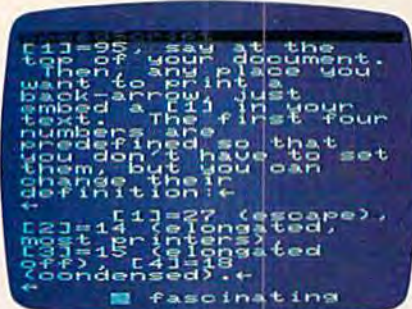 [1]=95, say at the
top of your document.
Then, any place you
want to print a
back-arrow, just
embed a [1] in your
text. The first four
numbers are
predefined so that
you don't have to set
them, but you can
change their
definition:←
←
[1]=27 (escape),
[2]=14 (elongated,
most printers)
[3]=15 (elongated
off), [4]=18
(condensed).←
←
fascinating